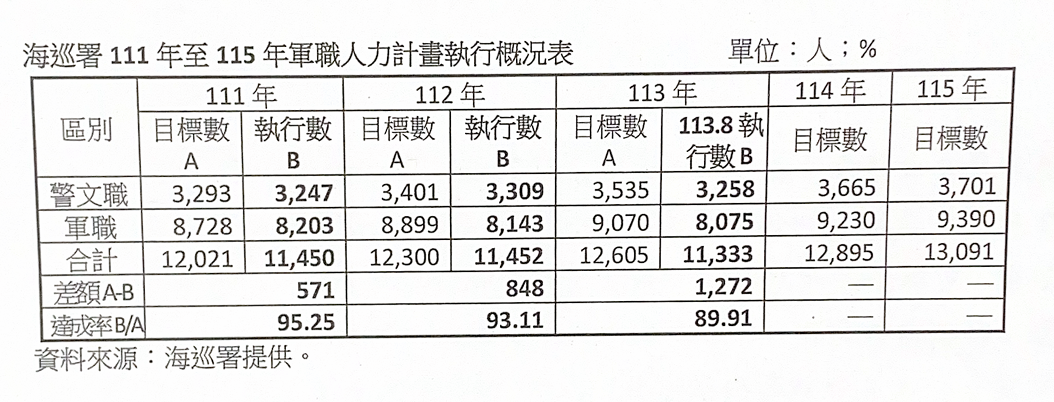 海巡署 111 年至 115 年軍職人力計畫執行概況表 單位：人；%
區別 111 年 112 年 113 年 114 年 115 年
目標數 A 執行數 B 目標數 A 執行數 B 目標數 A 113.8 執行數 B 目標數 目標數
警文職 3,293 3,247 3,401 3,309 3,535 3,258 3,665 3,701
軍職 8,728 8,203 8,899 8,143 9,070 8,075 9,230 9,390
合計 12,021 11,450 12,300 11,452 12,605 11,333 12,895 13,091
差額 A-B 571 848 1,272 — —
達成率 B/A 95.25 93.11 89.91 — —
資料來源：海巡署提供。